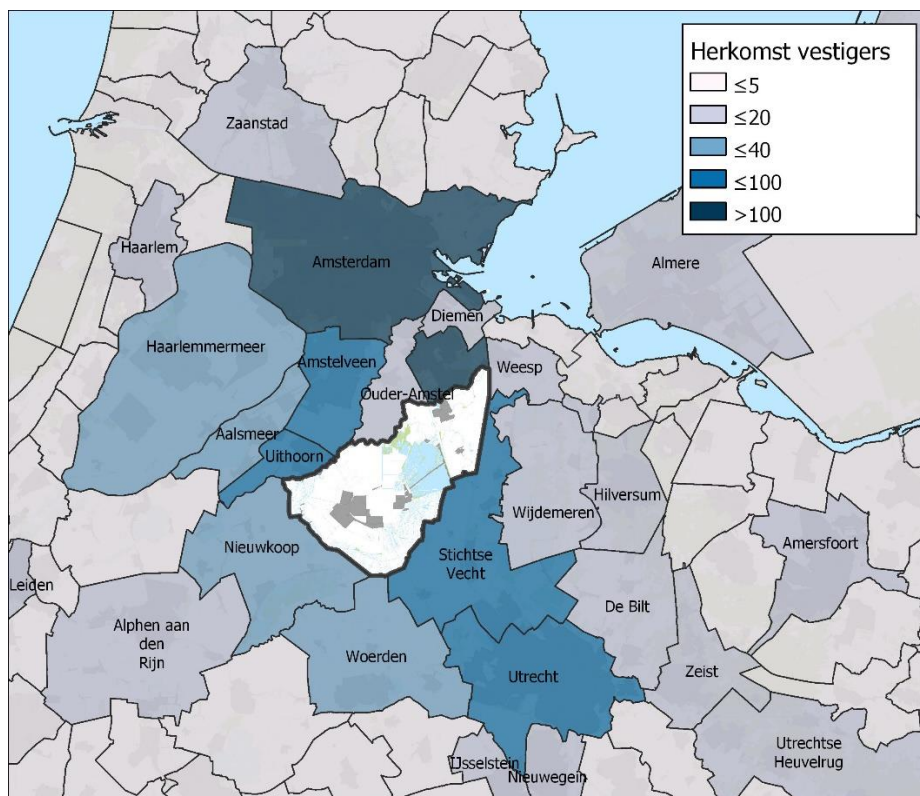 Herkomst vestigers
≤5
≤20
≤40
≤100
>100
Zaanstad
Haarlem
Amsterdam
Almere
Diemen
Haarlemmermeer
Amstelveen
Weesp
Ouder-Amstel
Aalsmeer
Uithoorn
Hilversum
Wijdemeren
Nieuwkoop
Stichtse
Vecht
Amersfoort
Leiden
De Bilt
Alphen aan
den
Rijn
Woerden
Utrecht
Zeist
Utrechtse
Heuvelrug
IJsselstein
Nieuwegein